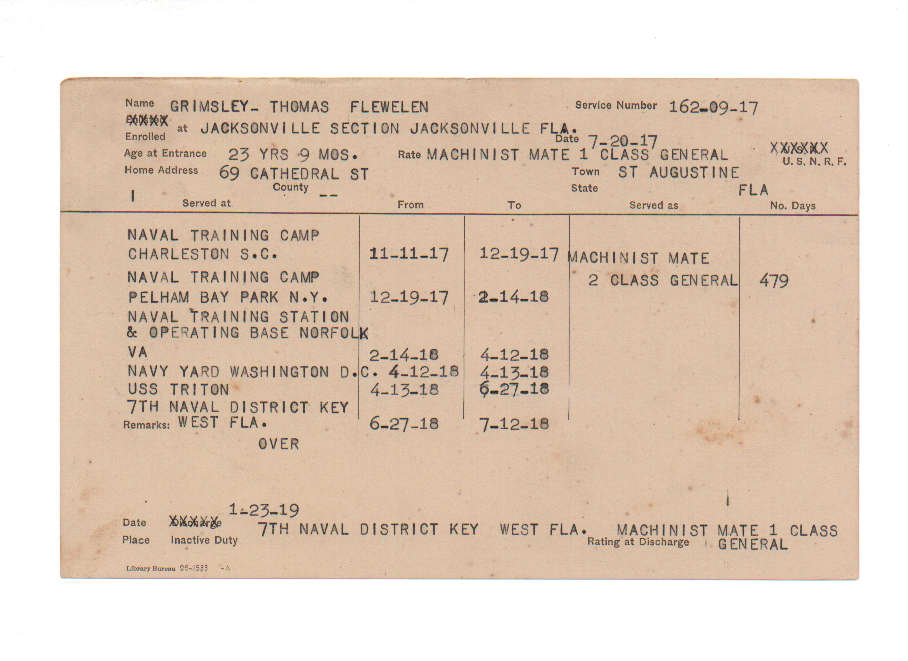 Name GRIMSLEY- THOMAS FLEWELEN Service Number 162-09-17
Enrolled at JACKSONVILLE SECTION JACKSONVILLE FLA. Date 7-20-17
Age at Entrance 23 YRS 9 MOS. Rate MACHINIST MATE 1 CLASS GENERAL U. S. N. R. F.
Home Address 69 CATHEDRAL ST Town ST AUGUSTINE
County -- State FLA
Served at From To Served as No. Days
NAVAL TRAINING CAMP
CHARLESTON S.C. 11-11-17 12-19-17 MACHINIST MATE
NAVAL TRAINING CAMP 2 CLASS GENERAL 479
PELHAM BAY PARK N.Y. 12-19-17 2-14-18
NAVAL TRAINING STATION
& OPERATING BASE NORFOLK
VA 2-14-18 4-12-18
NAVY YARD WASHINGTON D.C. 4-12-18 4-13-18
USS TRITON 4-13-18 6-27-18
7TH NAVAL DISTRICT KEY
Remarks: WEST FLA. 6-27-18 7-12-18
OVER
1-23-19
Date Discharge 7TH NAVAL DISTRICT KEY WEST FLA. MACHINIST MATE 1 CLASS
Place Inactive Duty Rating at Discharge GENERAL
Library Bureau